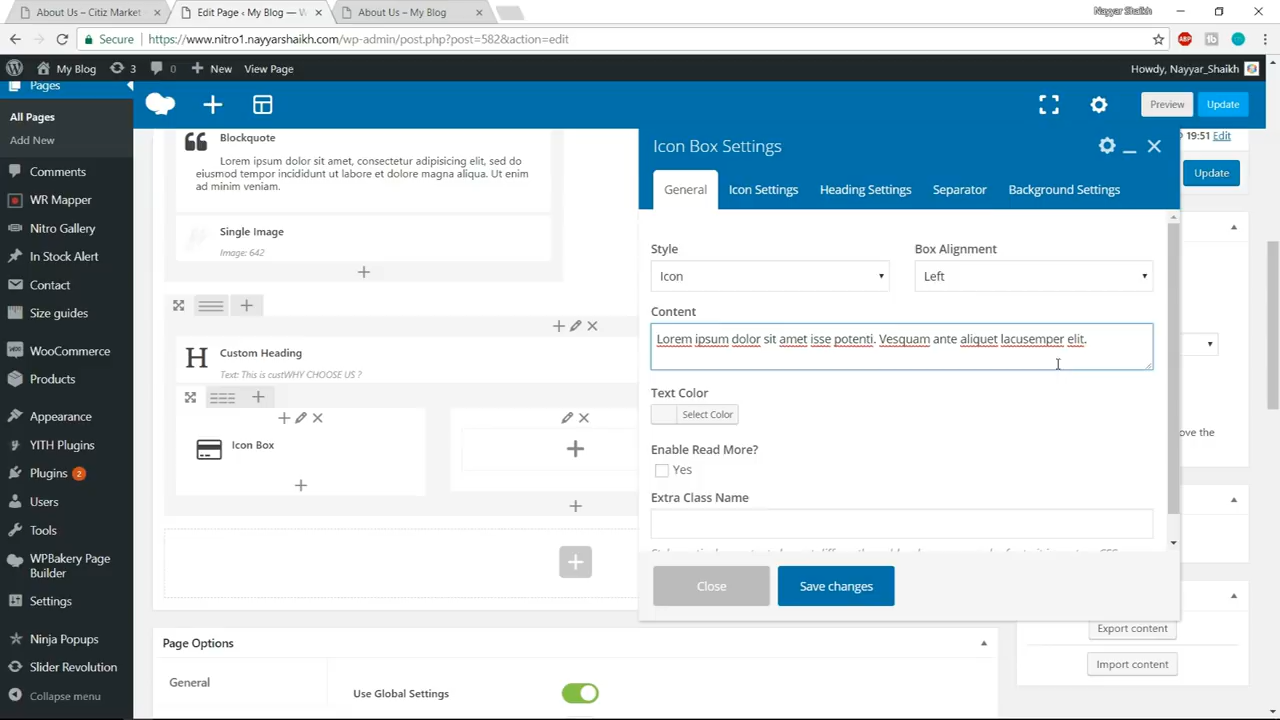 About Us – Citiz Market
Edit Page ‹ My Blog — W
About Us – My Blog
Nayyar Shaikh
Secure
https://www.nitro1.nayyarshaikh.com/wp-admin/post.php?post=582&action=edit
ABP
My Blog
3
0
New
View Page
Howdy, Nayyar_Shaikh
Pages
All Pages
Add New
Comments
WR Mapper
Nitro Gallery
In Stock Alert
Contact
Size guides
WooCommerce
Products
Appearance
YITH Plugins
Plugins 2
Users
Tools
WPBakery Page
Builder
Settings
Ninja Popups
Slider Revolution
Collapse menu
Preview
Update
19:51 Edit
Update
Blockquote
Lorem ipsum dolor sit amet, consectetur adipisicing elit, sed do
eiusmod tempor incididunt ut labore et dolore magna aliqua. Ut enim
ad minim veniam.
Single Image
Image: 642
Custom Heading
Text: This is custWHY CHOOSE US ?
Icon Box
Icon Box Settings
General
Icon Settings
Heading Settings
Separator
Background Settings
Style
Box Alignment
Icon
Left
Content
Lorem ipsum dolor sit amet isse potenti. Vesquam ante aliquet lacusemper elit.
Text Color
Select Color
Enable Read More?
Yes
Extra Class Name
Close
Save changes
ove the
Export content
Import content
Page Options
General
Use Global Settings